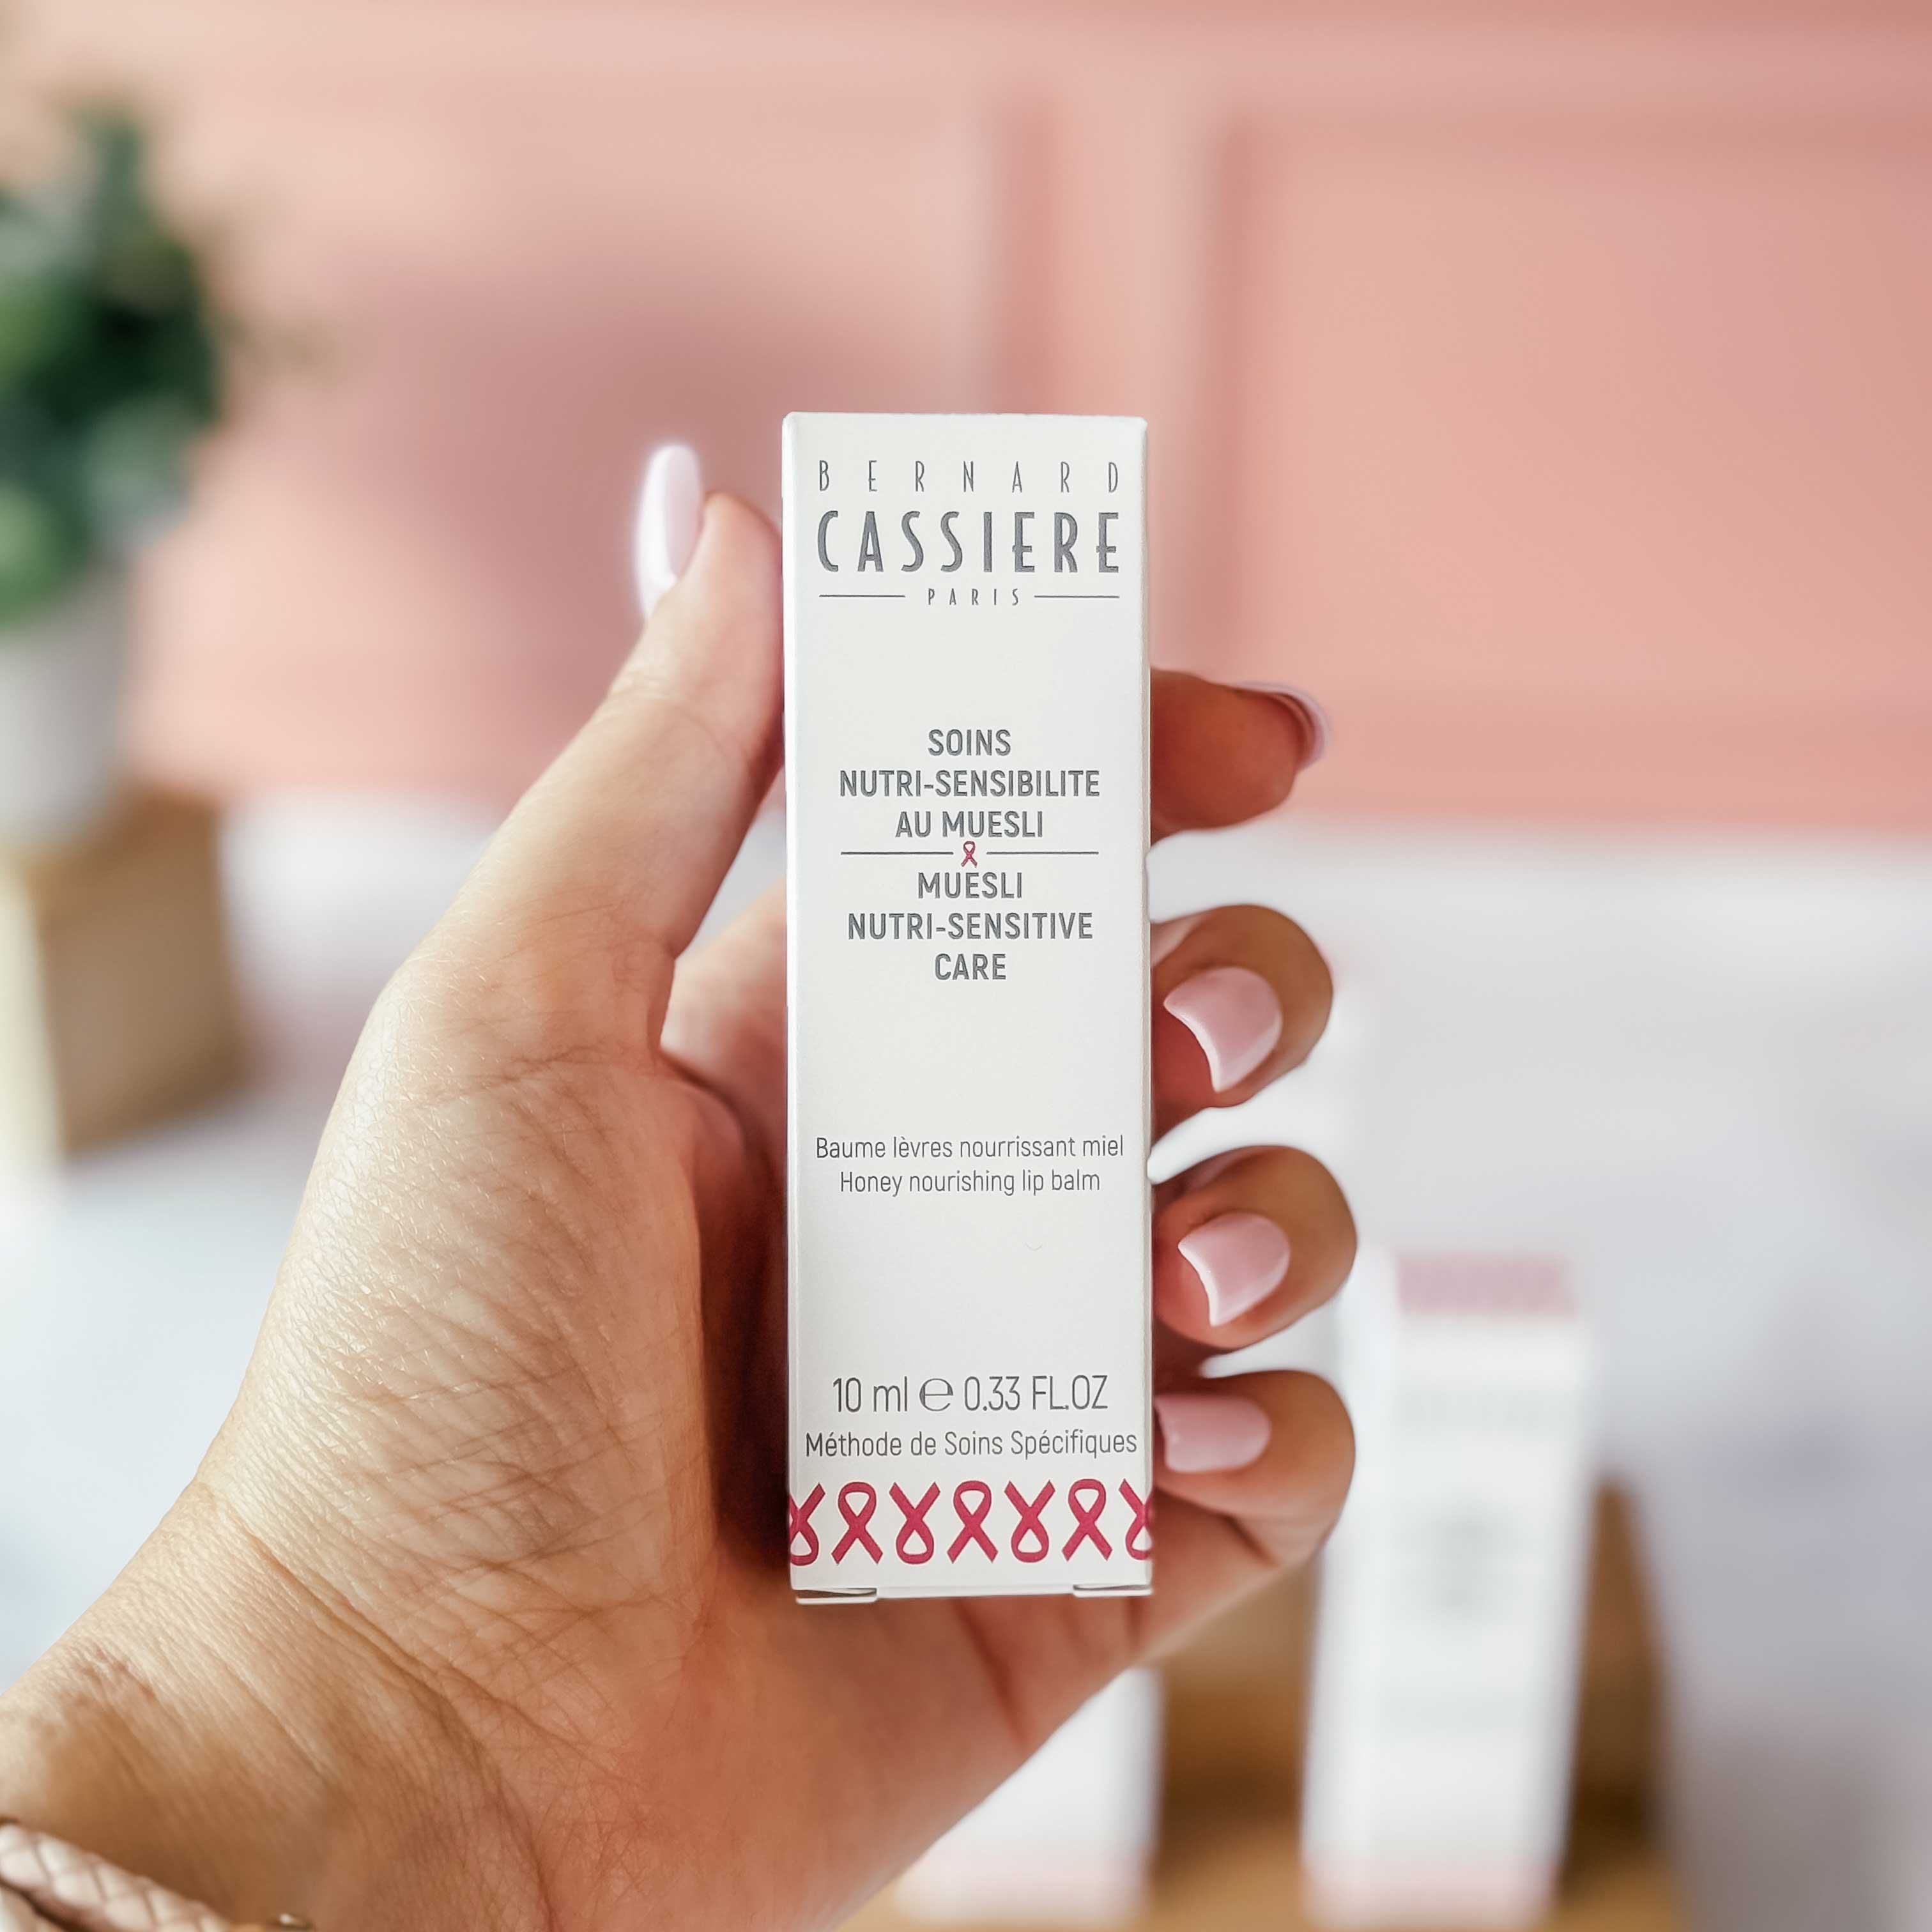 BERNARD
CASSIERE
PARIS
SOINS
NUTRI-SENSIBILITE
AU MUESLI
MUESLI
NUTRI-SENSITIVE
CARE
Baume lèvres nourrissant miel
Honey nourishing lip balm
10 ml ℮ 0.33 FL.OZ
Méthode de Soins Spécifiques